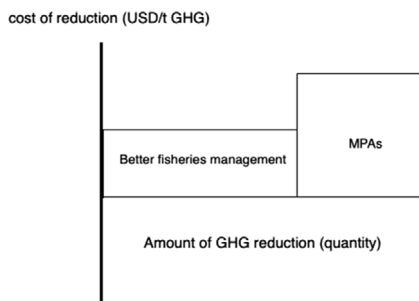 cost of reduction (USD/t GHG)
MPAs
Better fisheries management
Amount of GHG reduction (quantity)